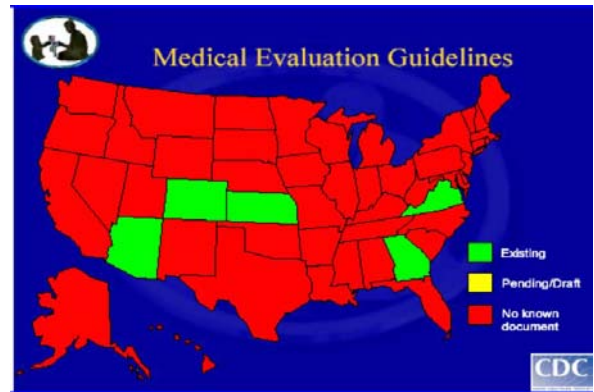 Medical Evaluation Guidelines
Existing
Pending/Draft
No known
document
CDC